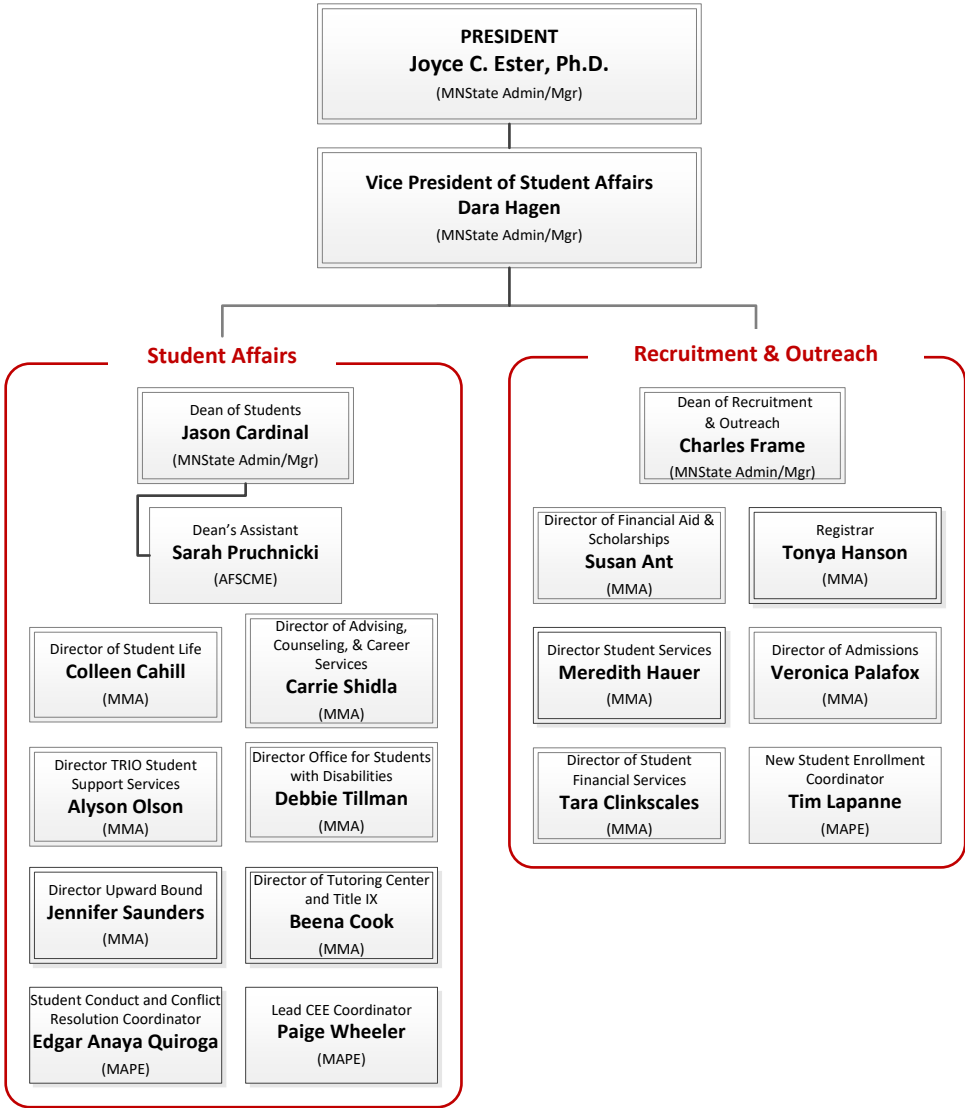 PRESIDENT
Joyce C. Ester, Ph.D.
(MNState Admin/Mgr)
Vice President of Student Affairs
Dara Hagen
(MNState Admin/Mgr)
Student Affairs
Dean of Students
Jason Cardinal
(MNState Admin/Mgr)
Dean’s Assistant
Sarah Pruchnicki
(AFSCME)
Director of Student Life
Colleen Cahill
(MMA)
Director of Advising,
Counseling, & Career
Services
Carrie Shidla
(MMA)
Director TRIO Student
Support Services
Alyson Olson
(MMA)
Director Office for Students
with Disabilities
Debbie Tillman
(MMA)
Director Upward Bound
Jennifer Saunders
(MMA)
Director of Tutoring Center
and Title IX
Beena Cook
(MMA)
Student Conduct and Conflict
Resolution Coordinator
Edgar Anaya Quiroga
(MAPE)
Lead CEE Coordinator
Paige Wheeler
(MAPE)
Recruitment & Outreach
Dean of Recruitment
& Outreach
Charles Frame
(MNState Admin/Mgr)
Director of Financial Aid &
Scholarships
Susan Ant
(MMA)
Registrar
Tonya Hanson
(MMA)
Director Student Services
Meredith Hauer
(MMA)
Director of Admissions
Veronica Palafox
(MMA)
Director of Student
Financial Services
Tara Clinkscales
(MMA)
New Student Enrollment
Coordinator
Tim Lapanne
(MAPE)